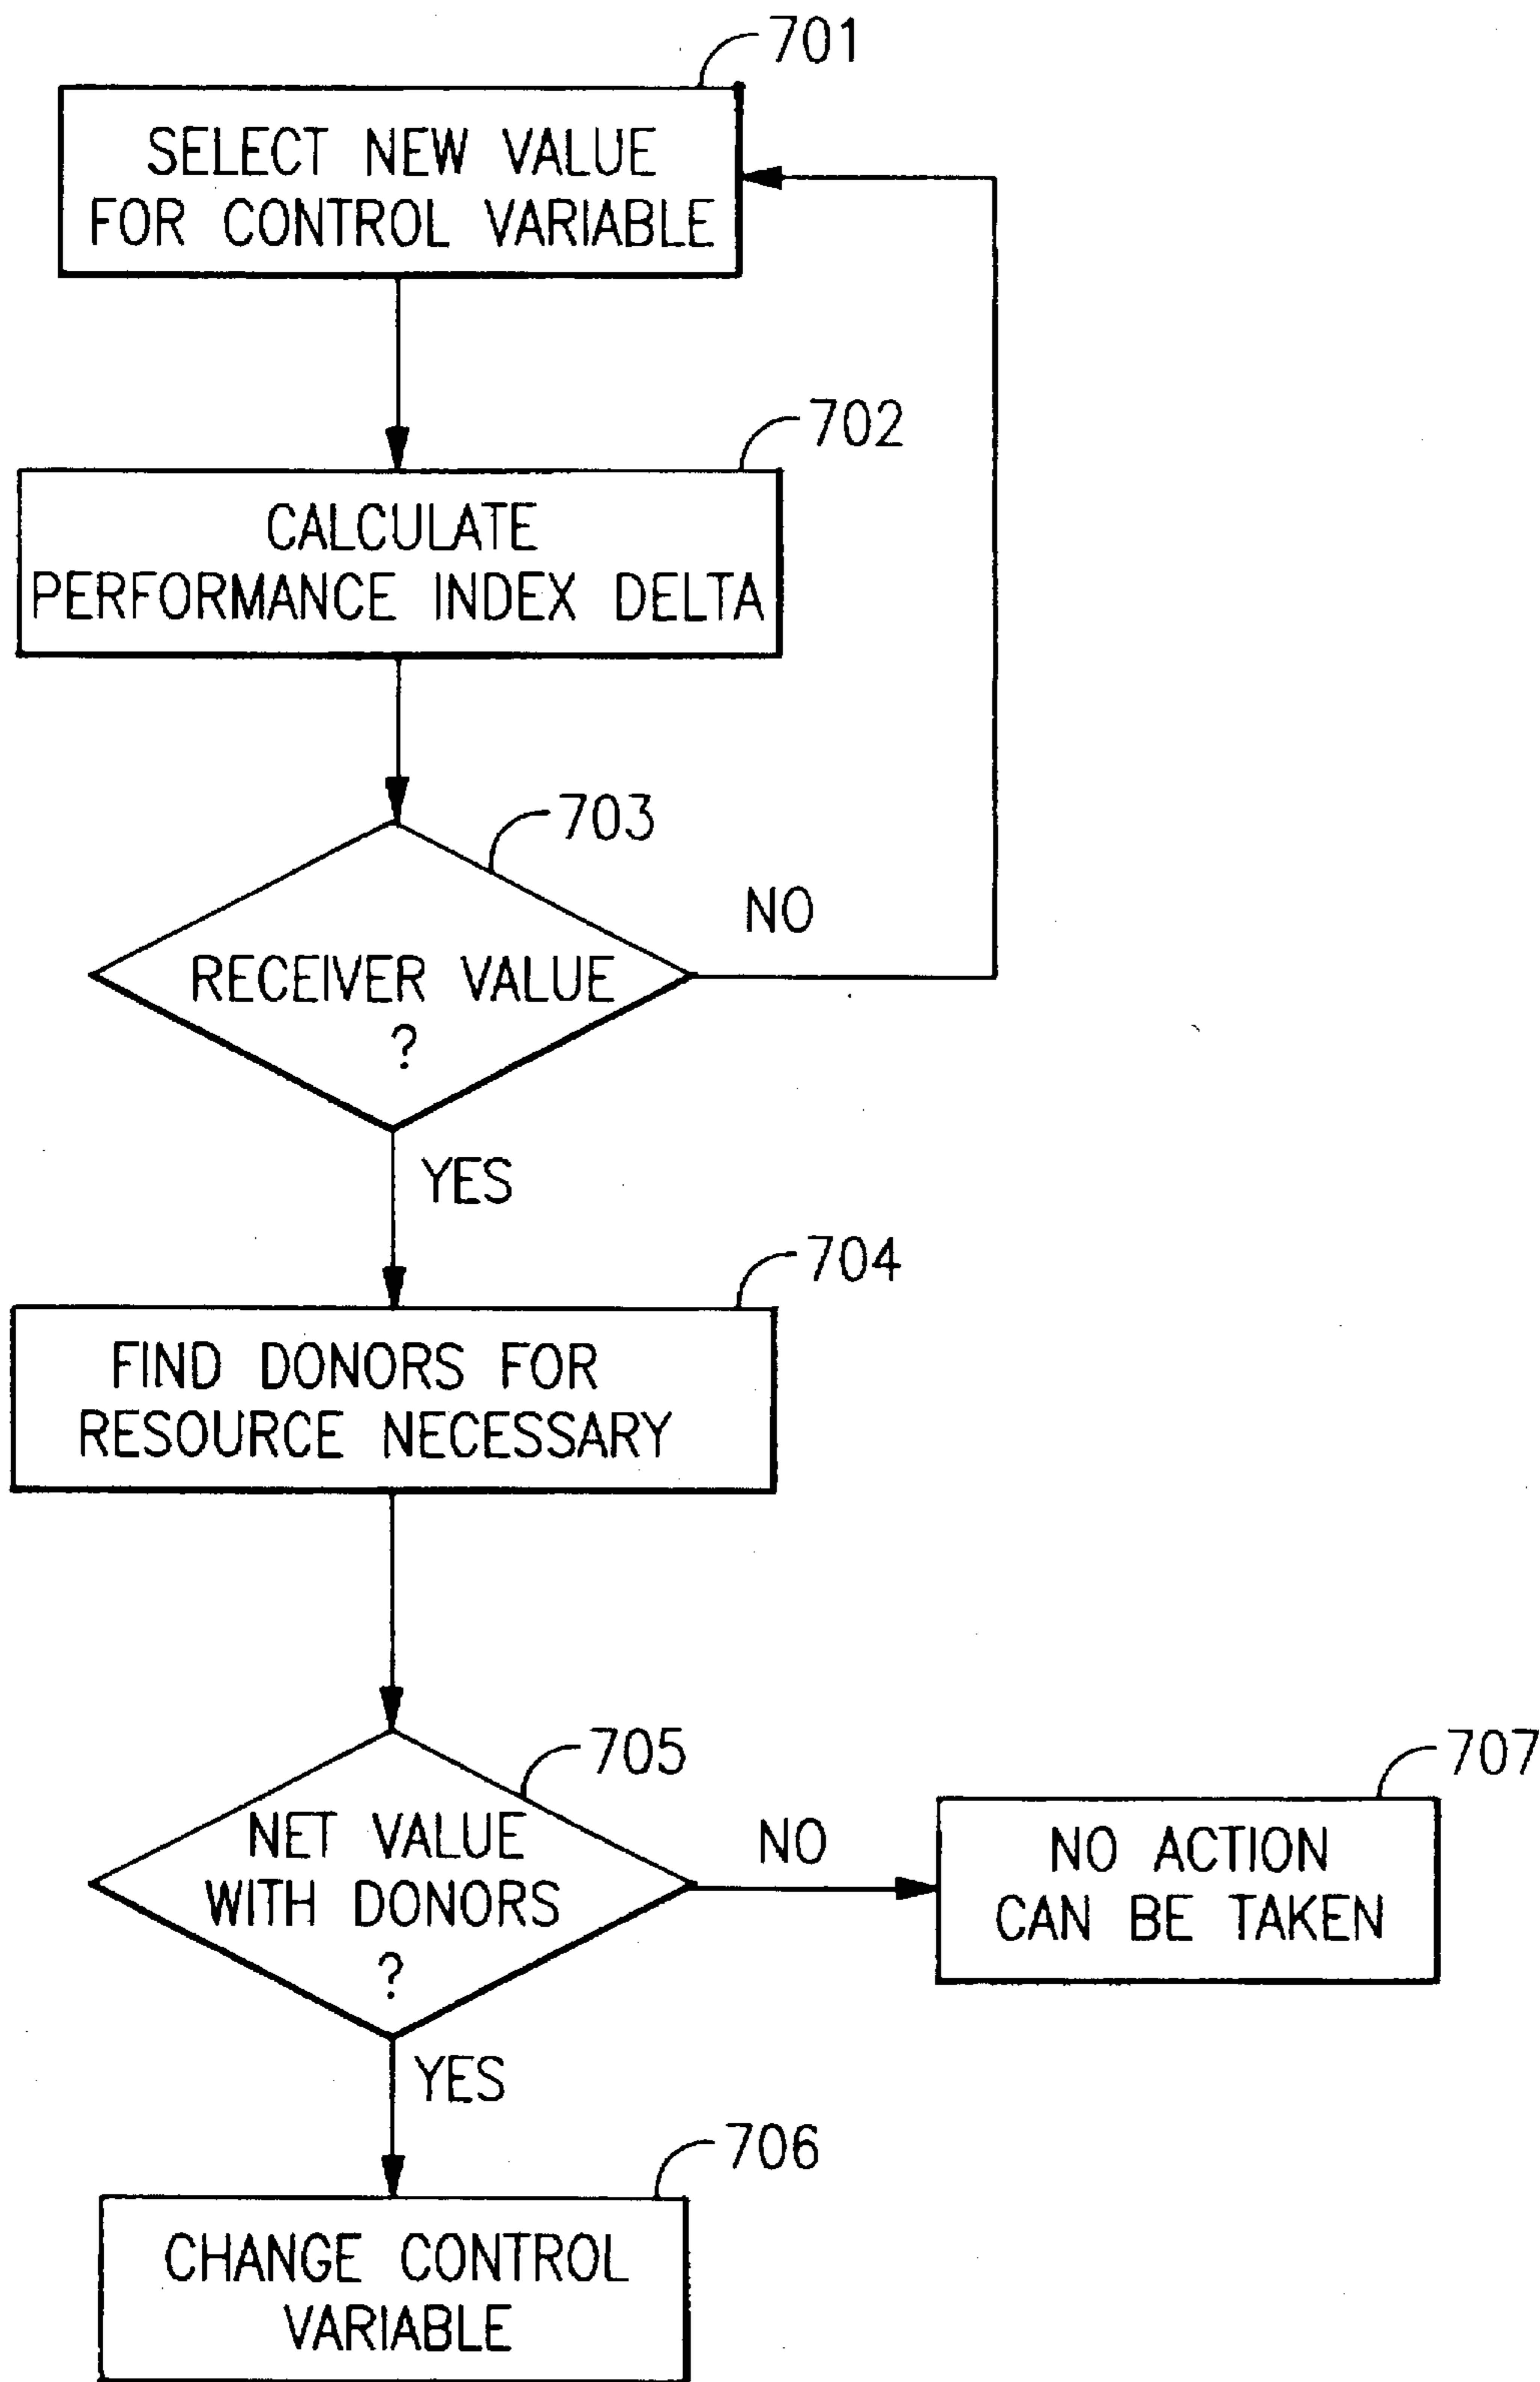 701
SELECT NEW VALUE
FOR CONTROL VARIABLE
702
CALCULATE
PERFORMANCE INDEX DELTA
703
RECEIVER VALUE
?
NO
YES
704
FIND DONORS FOR
RESOURCE NECESSARY
705
NET VALUE
WITH DONORS
?
NO
707
NO ACTION
CAN BE TAKEN
YES
706
CHANGE CONTROL
VARIABLE